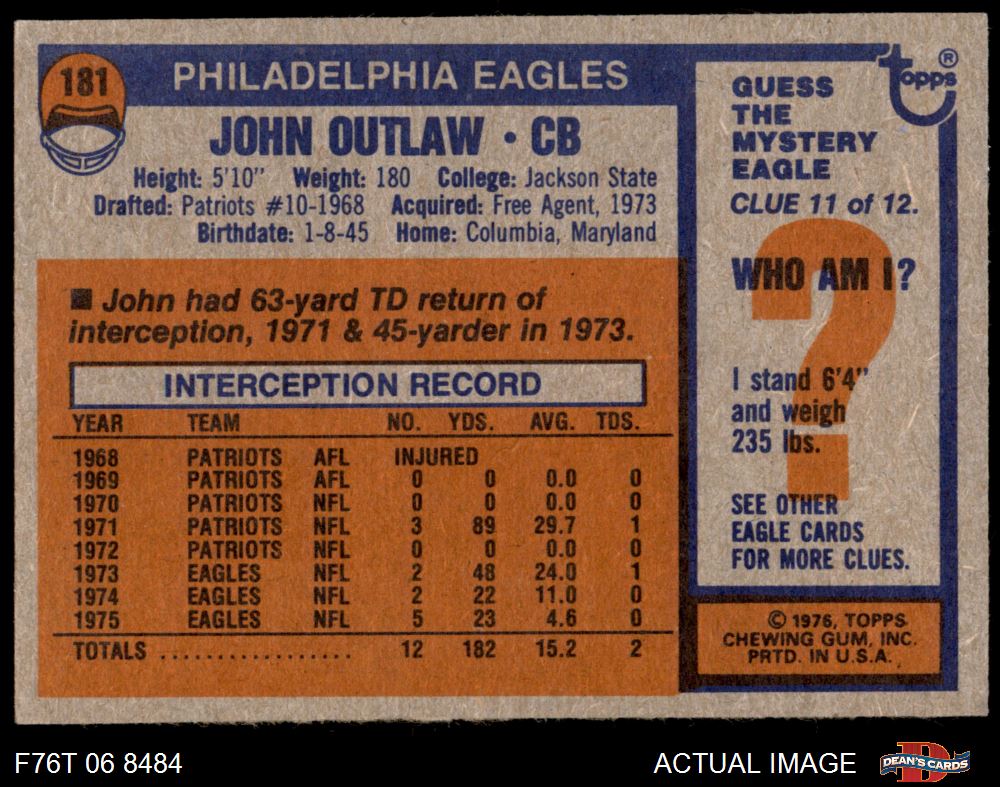 181
PHILADELPHIA EAGLES
JOHN OUTLAW • CB
Height: 5'10" Weight: 180 College: Jackson State
Drafted: Patriots #10-1968 Acquired: Free Agent, 1973
Birthdate: 1-8-45 Home: Columbia, Maryland
■ John had 63-yard TD return of
interception, 1971 & 45-yarder in 1973.
INTERCEPTION RECORD
YEAR TEAM NO. YDS. AVG. TDS.
1968 PATRIOTS AFL INJURED
1969 PATRIOTS AFL 0 0 0.0 0
1970 PATRIOTS NFL 0 0 0.0 0
1971 PATRIOTS NFL 3 89 29.7 1
1972 PATRIOTS NFL 0 0 0.0 0
1973 EAGLES NFL 2 48 24.0 1
1974 EAGLES NFL 2 22 11.0 0
1975 EAGLES NFL 5 23 4.6 0
TOTALS .................. 12 182 15.2 2
topps ®
GUESS
THE
MYSTERY
EAGLE
CLUE 11 of 12.
WHO AM I?
?
I stand 6'4"
and weigh
235 lbs.
SEE OTHER
EAGLE CARDS
FOR MORE CLUES.
© 1976, TOPPS
CHEWING GUM, INC.
PRTD. IN U.S.A.
F76T 06 8484
ACTUAL IMAGE
D
DEAN'S CARDS